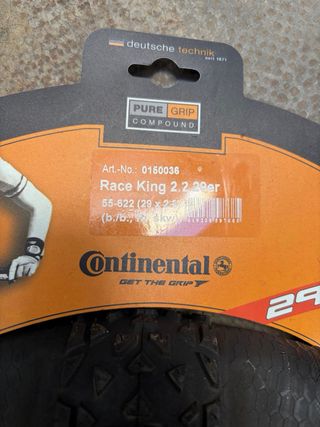 deutsche technik
seit 1871
PURE GRIP
COMPOUND
Art.-No.: 0150036
Race King 2.2 29er
55-622 (29 x 2.2)
(b./b.,
Continental
GET THE GRIP
29